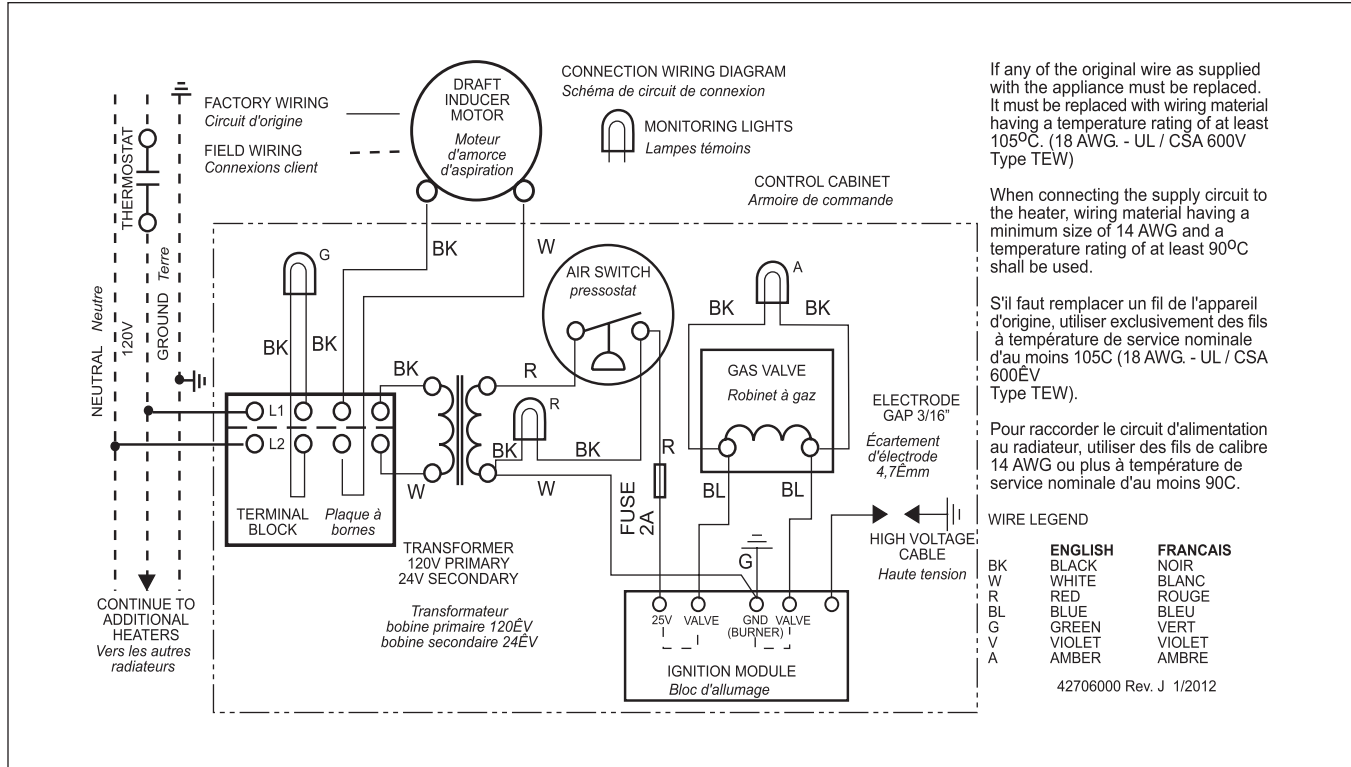 DRAFT
INDUCER
MOTOR
Moteur
d'amorce
d'aspiration
CONNECTION WIRING DIAGRAM
Schéma de circuit de connexion
MONITORING LIGHTS
Lampes témoins
FACTORY WIRING
Circuit d'origine
FIELD WIRING
Connexions client
CONTROL CABINET
Armoire de commande
THERMOSTAT
NEUTRAL Neutre
120V
GROUND Terre
G
BK
W
AIR SWITCH
pressostat
A
BK
BK
BK
BK
BK
R
R
BK
BK
W
W
R
FUSE
2A
GAS VALVE
Robinet à gaz
BL
BL
ELECTRODE
GAP 3/16”
Écartement
d'électrode
4,7Êmm
L1
L2
TERMINAL
BLOCK
Plaque à
bornes
TRANSFORMER
120V PRIMARY
24V SECONDARY
Transformateur
bobine primaire 120ÊV
bobine secondaire 24ÊV
G
HIGH VOLTAGE
CABLE
Haute tension
25V
VALVE
GND
(BURNER)
VALVE
IGNITION MODULE
Bloc d'allumage
CONTINUE TO
ADDITIONAL
HEATERS
Vers les autres
radiateurs
If any of the original wire as supplied
with the appliance must be replaced.
It must be replaced with wiring material
having a temperature rating of at least
105ºC. (18 AWG. - UL / CSA 600V
Type TEW)
When connecting the supply circuit to
the heater, wiring material having a
minimum size of 14 AWG and a
temperature rating of at least 90ºC
shall be used.
S'il faut remplacer un fil de l'appareil
d'origine, utiliser exclusivement des fils
à température de service nominale
d'au moins 105C (18 AWG. - UL / CSA
600ÊV
Type TEW).
Pour raccorder le circuit d'alimentation
au radiateur, utiliser des fils de calibre
14 AWG ou plus à température de
service nominale d'au moins 90C.
WIRE LEGEND
ENGLISH FRANCAIS
BK BLACK NOIR
W WHITE BLANC
R RED ROUGE
BL BLUE BLEU
G GREEN VERT
V VIOLET VIOLET
A AMBER AMBRE
42706000 Rev. J 1/2012